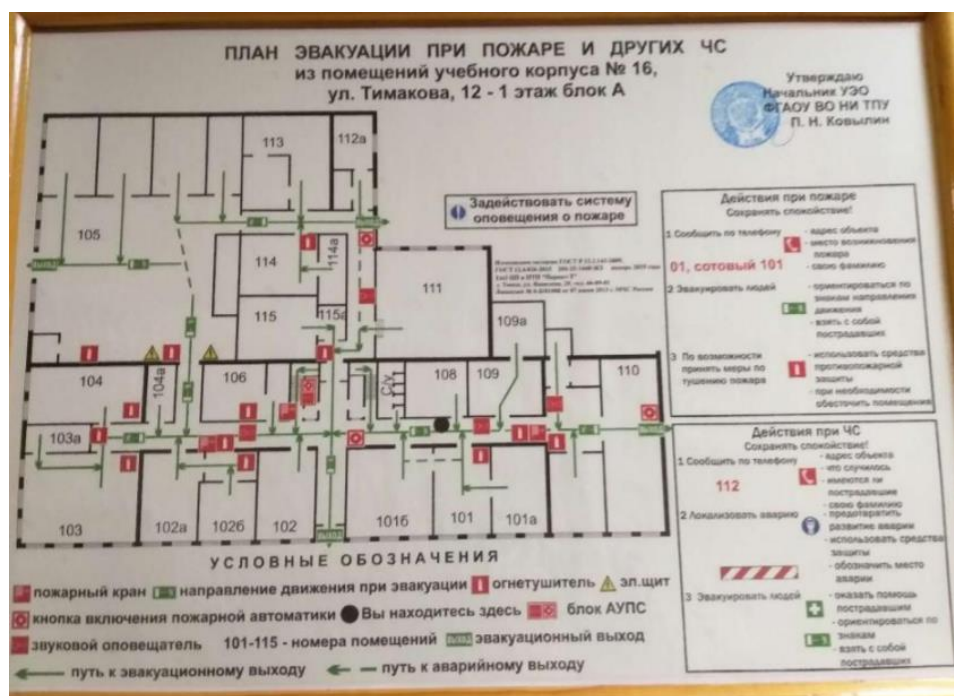 ПЛАН ЭВАКУАЦИИ ПРИ ПОЖАРЕ И ДРУГИХ ЧС
из помещений учебного корпуса № 16,
ул. Тимакова, 12 - 1 этаж блок А
Утверждаю
Начальник УЭО
ФГАОУ ВО НИ ТПУ
П. Н. Ковылин
113
112а
Задействовать систему
оповещения о пожаре
105
ВЫХОД
ВЫХОД
114
114а
111
115
115а
109а
104
104а
106
С/у
108
109
110
103а
ВЫХОД
103
102а
102б
102
101б
101
101а
ВЫХОД
Действия при пожаре
Сохранять спокойствие!
1 Сообщить по телефону
- адрес объекта
- место возникновения
пожара
- свою фамилию
01, сотовый 101
2 Эвакуировать людей
- ориентироваться по
знакам направления
движения
- взять с собой
пострадавших
3 По возможности
принять меры по
тушению пожара
- использовать средства
противопожарной
защиты
- при необходимости
обесточить помещения
Действия при ЧС
Сохранять спокойствие!
1 Сообщить по телефону
- адрес объекта
- что случилось
- имеются ли
пострадавшие
- свою фамилию
112
2 Локализовать аварию
- предотвратить
развитие аварии
- использовать средства
защиты
- обозначить место
аварии
3 Эвакуировать людей
- оказать помощь
пострадавшим
- ориентироваться по
знакам
- взять с собой
пострадавших
УСЛОВНЫЕ ОБОЗНАЧЕНИЯ
пожарный кран направление движения при эвакуации огнетушитель эл.щит
кнопка включения пожарной автоматики Вы находитесь здесь блок АУПС
звуковой оповещатель 101-115 - номера помещений ВЫХОД эвакуационный выход
путь к эвакуационному выходу путь к аварийному выходу